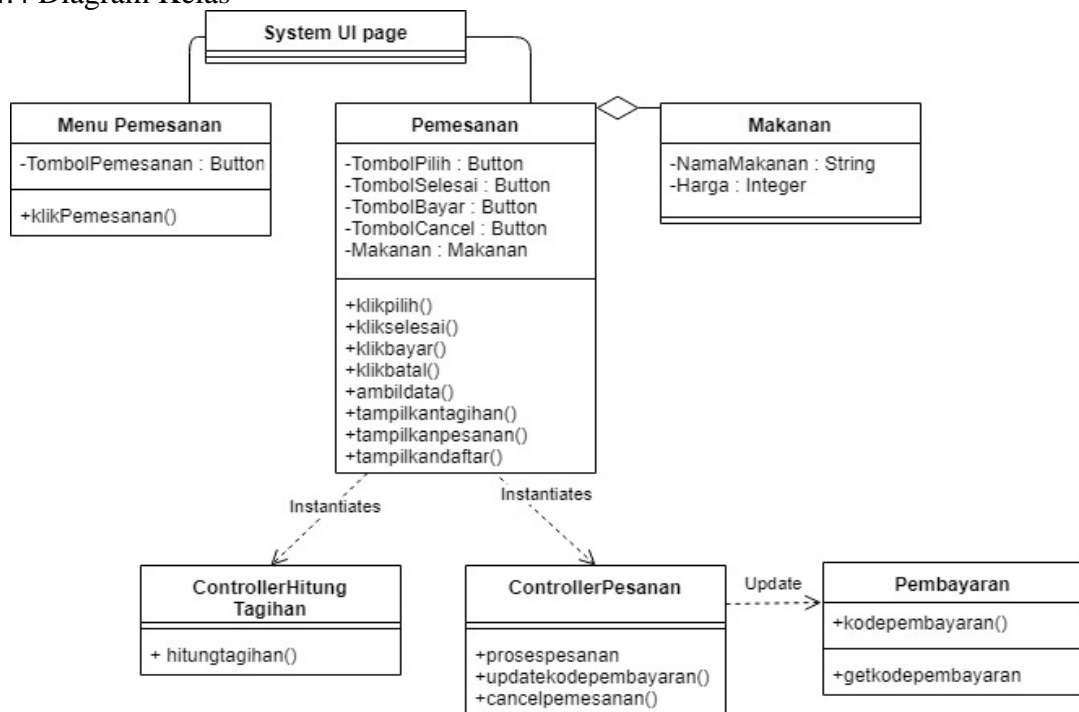 Diagram Kelas
System UI page
Menu Pemesanan
-TombolPemesanan : Button
+klikPemesanan()
Pemesanan
-TombolPilih : Button
-TombolSelesai : Button
-TombolBayar : Button
-TombolCancel : Button
-Makanan : Makanan
+klikpilih()
+klikselesai()
+klikbayar()
+klikbatal()
+ambildata()
+tampilkantagihan()
+tampilkanpesanan()
+tampilkandaftar()
Makanan
-NamaMakanan : String
-Harga : Integer
Instantiates
Instantiates
ControllerHitung
Tagihan
+ hitungtagihan()
ControllerPesanan
+prosespesanan
+updatekodepembayaran()
+cancelpemesanan()
Update
Pembayaran
+kodepembayaran()
+getkodepembayaran